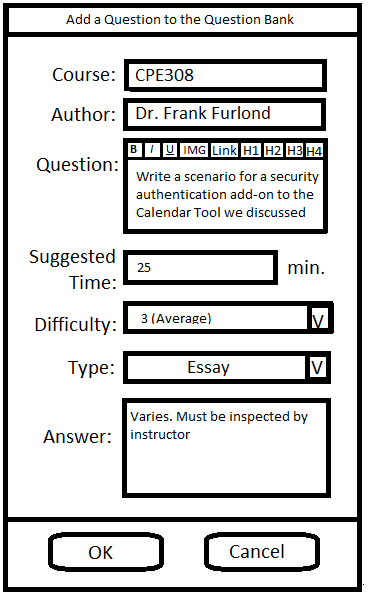 Add a Question to the Question Bank
Course: CPE308
Author: Dr. Frank Furlond
B I U IMG Link H1 H2 H3 H4
Question:
Write a scenario for a security
authentication add-on to the
Calendar Tool we discussed
Suggested
Time: 25 min.
Difficulty: 3 (Average) V
Type: Essay V
Answer:
Varies. Must be inspected by
instructor
OK Cancel